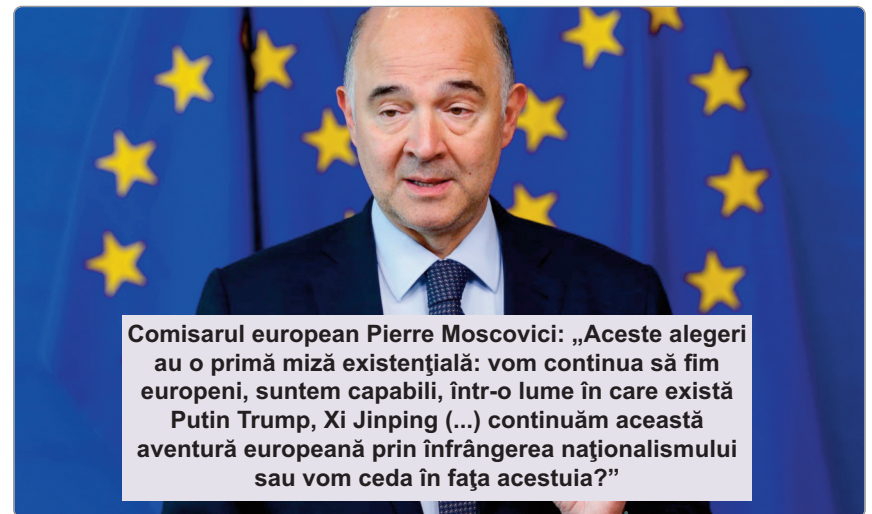 Comisarul european Pierre Moscovici: „Aceste alegeri
au o primă miză existenţială: vom continua să fim
europeni, suntem capabili, într-o lume în care există
Putin Trump, Xi Jinping (...) continuăm această
aventură europeană prin înfrângerea naţionalismului
sau vom ceda în faţa acestuia?”